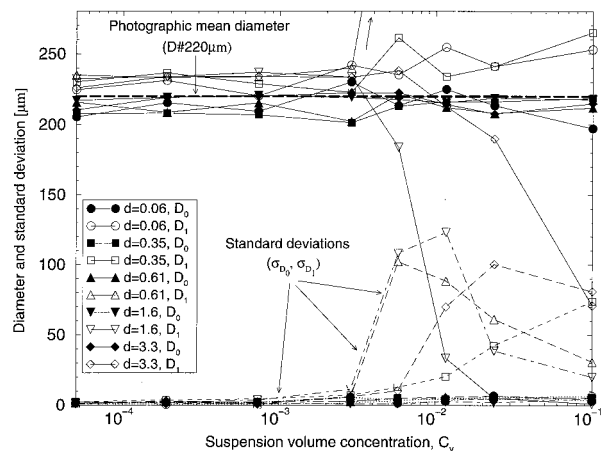 Photographic mean diameter
(D#220μm)
250
200
150
100
50
0
Diameter and standard deviation [μm]
d=0.06, D₀
d=0.06, D₁
d=0.35, D₀
d=0.35, D₁
d=0.61, D₀
d=0.61, D₁
d=1.6, D₀
d=1.6, D₁
d=3.3, D₀
d=3.3, D₁
Standard deviations
(σ_D₀, σ_D₁)
10⁻⁴
10⁻³
10⁻²
10⁻¹
Suspension volume concentration, Cᵥ